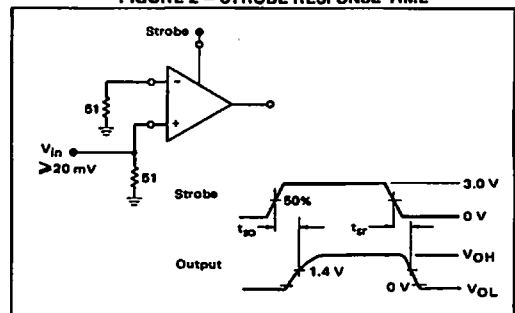 FIGURE 2 – STROBE RESPONSE TIME
Strobe
−
51
+
Vin
≥20 mV
51
Strobe
50%
3.0 V
0 V
tso
tsr
Output
1.4 V
VOH
0 V
VOL